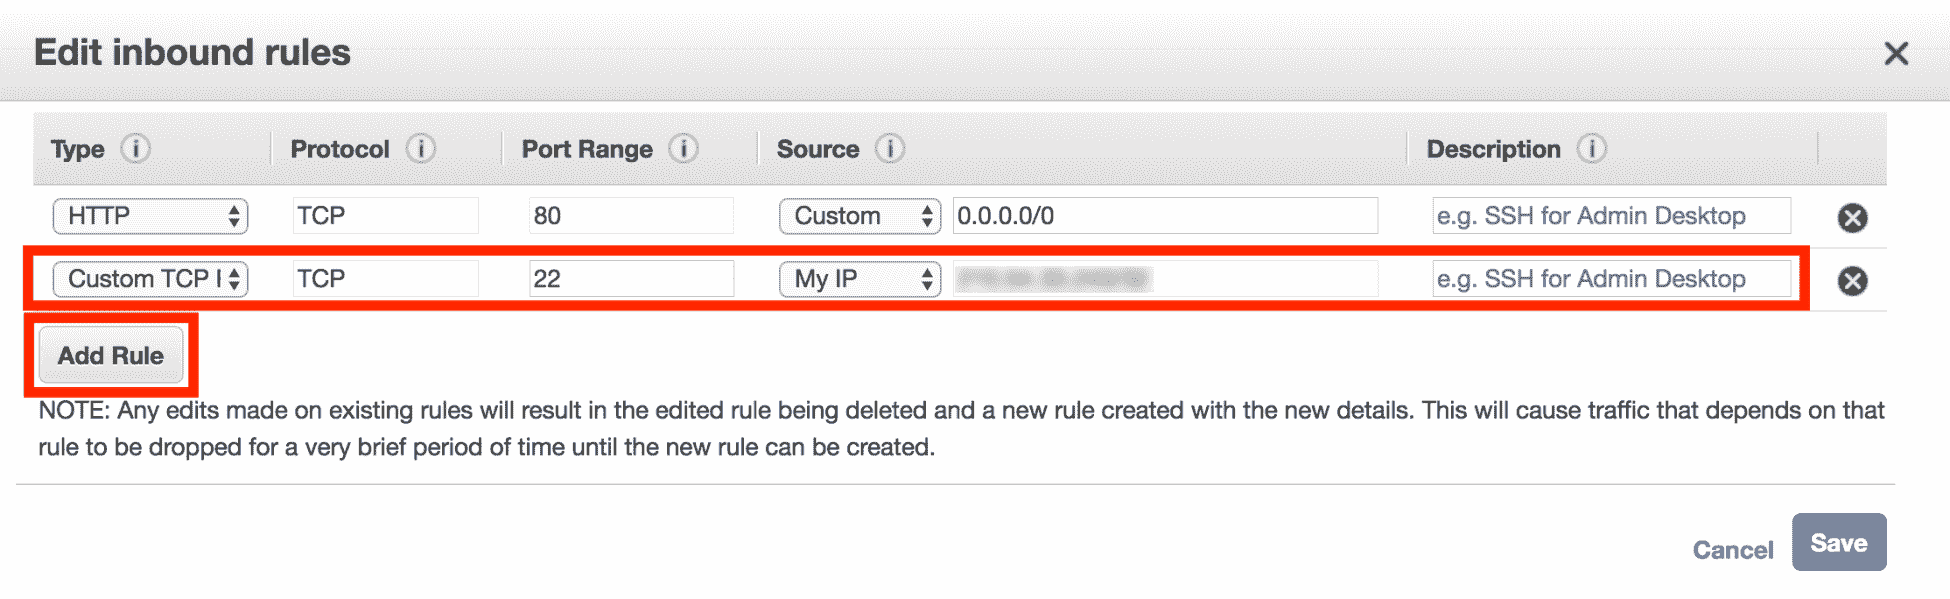 Edit inbound rules
Type Protocol Port Range Source Description
HTTP TCP 80 Custom 0.0.0.0/0 e.g. SSH for Admin Desktop
Custom TCP TCP 22 My IP e.g. SSH for Admin Desktop
Add Rule
NOTE: Any edits made on existing rules will result in the edited rule being deleted and a new rule created with the new details. This will cause traffic that depends on that
rule to be dropped for a very brief period of time until the new rule can be created.
Cancel Save